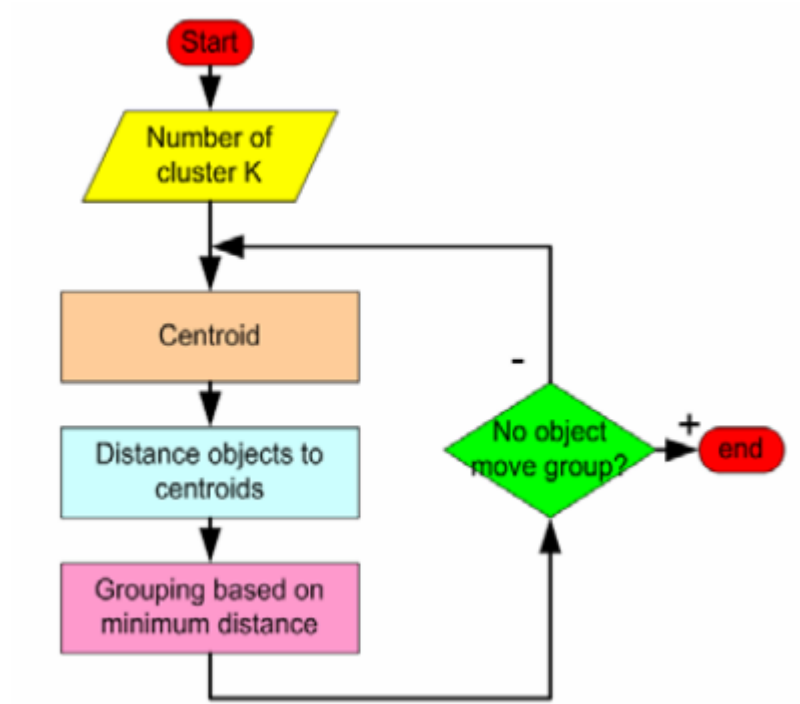 Start
Number of
cluster K
Centroid
Distance objects to
centroids
Grouping based on
minimum distance
-
No object
move group?
+
end